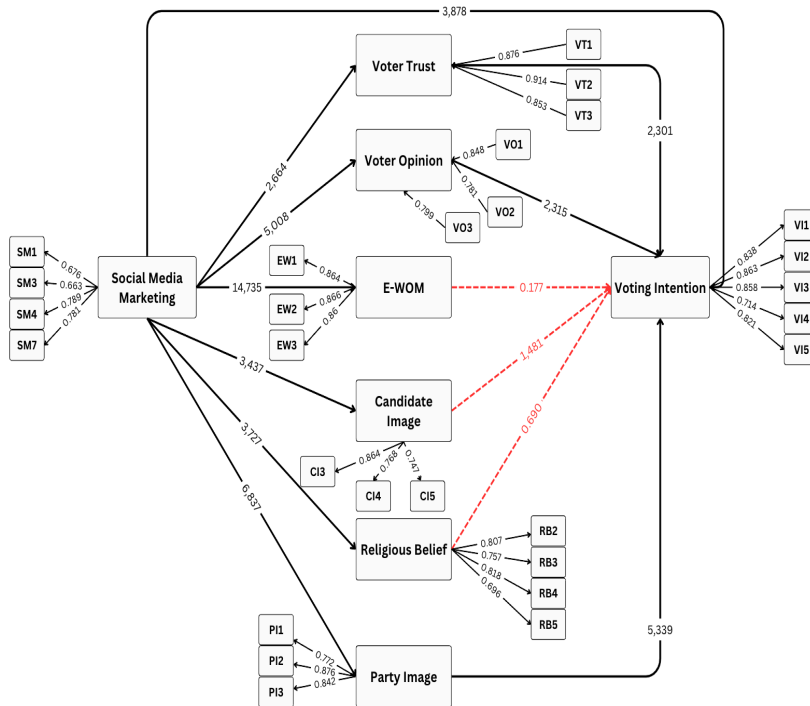 3,878
Voter Trust
0.876
VT1
0.914
VT2
0.853
VT3
2,301
2,664
Voter Opinion
0.848
VO1
0.781
VO2
0.799
VO3
2,315
5,008
SM1
0.676
SM3
0.663
SM4
0.789
SM7
0.781
Social Media
Marketing
14,735
EW1
0.864
EW2
0.866
EW3
0.86
E-WOM
0.177
Voting Intention
0.838
VI1
0.863
VI2
0.858
VI3
0.714
VI4
0.821
VI5
3,437
Candidate
Image
1,481
CI3
0.864
CI4
0.768
CI5
0.747
3,727
Religious Belief
0.690
0.807
RB2
0.757
RB3
0.818
RB4
0.696
RB5
6,837
PI1
0.772
PI2
0.876
PI3
0.842
Party Image
5,339